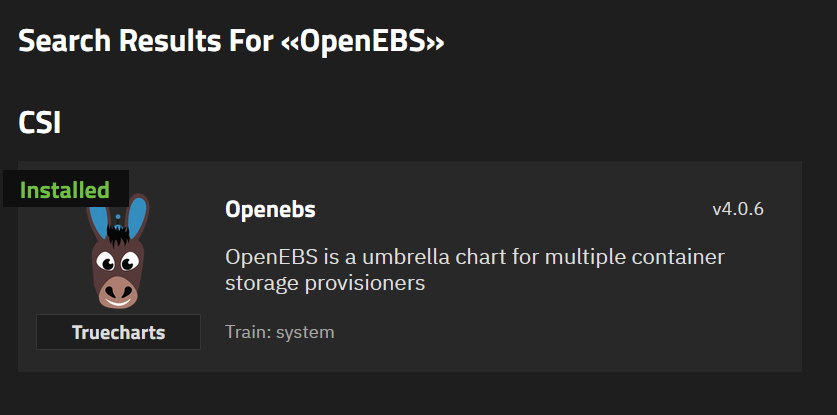 Search Results For «OpenEBS»
CSI
Installed
Openebs
v4.0.6
OpenEBS is a umbrella chart for multiple container
storage provisioners
Truecharts
Train: system